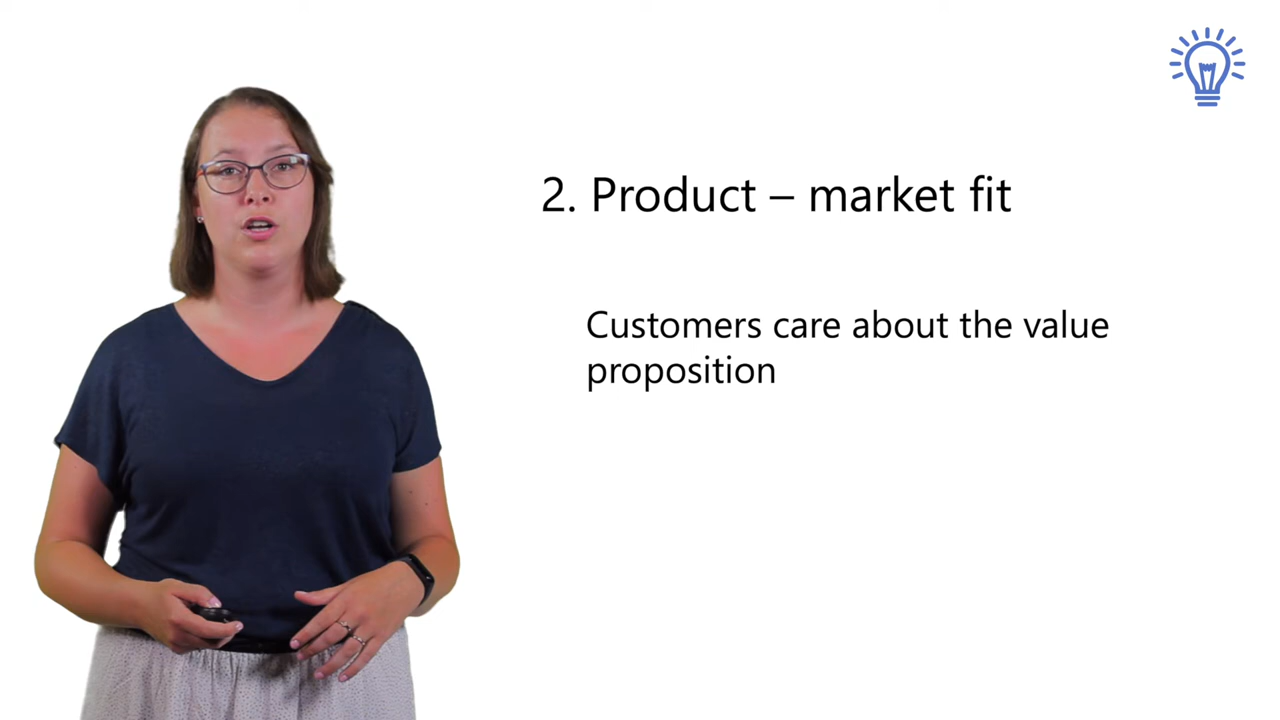 2. Product – market fit
Customers care about the value
proposition